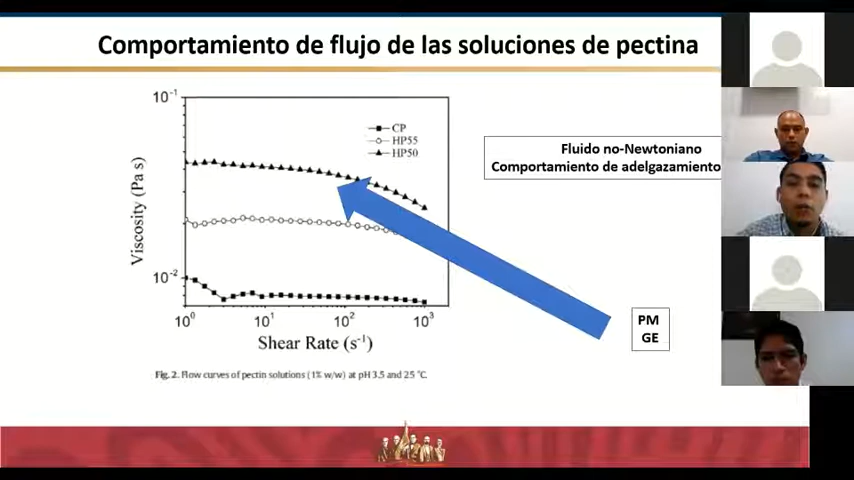 Comportamiento de flujo de las soluciones de pectina
10⁻¹
CP
HP55
HP50
Fluido no-Newtoniano
Comportamiento de adelgazamiento
Viscosity (Pa s)
10⁻²
10⁰ 10¹ 10² 10³
Shear Rate (s⁻¹)
PM
GE
Fig. 2. Flow curves of pectin solutions (1% w/w) at pH 3.5 and 25 °C.